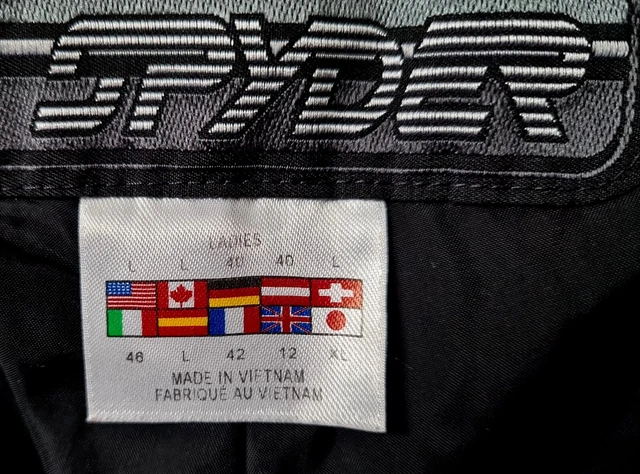 SPYDER
LADIES
L L 40 40 L
46 L 42 12 XL
MADE IN VIETNAM
FABRIQUÉ AU VIETNAM